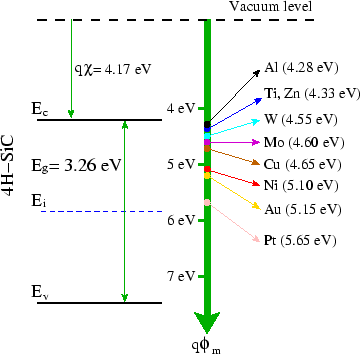 Vacuum level
qχ= 4.17 eV
Al (4.28 eV)
Ti, Zn (4.33 eV)
4 eV
E_c
W (4.55 eV)
Mo (4.60 eV)
4H–SiC
E_g= 3.26 eV
5 eV
Cu (4.65 eV)
Ni (5.10 eV)
E_i
Au (5.15 eV)
6 eV
Pt (5.65 eV)
7 eV
E_v
qϕ_m